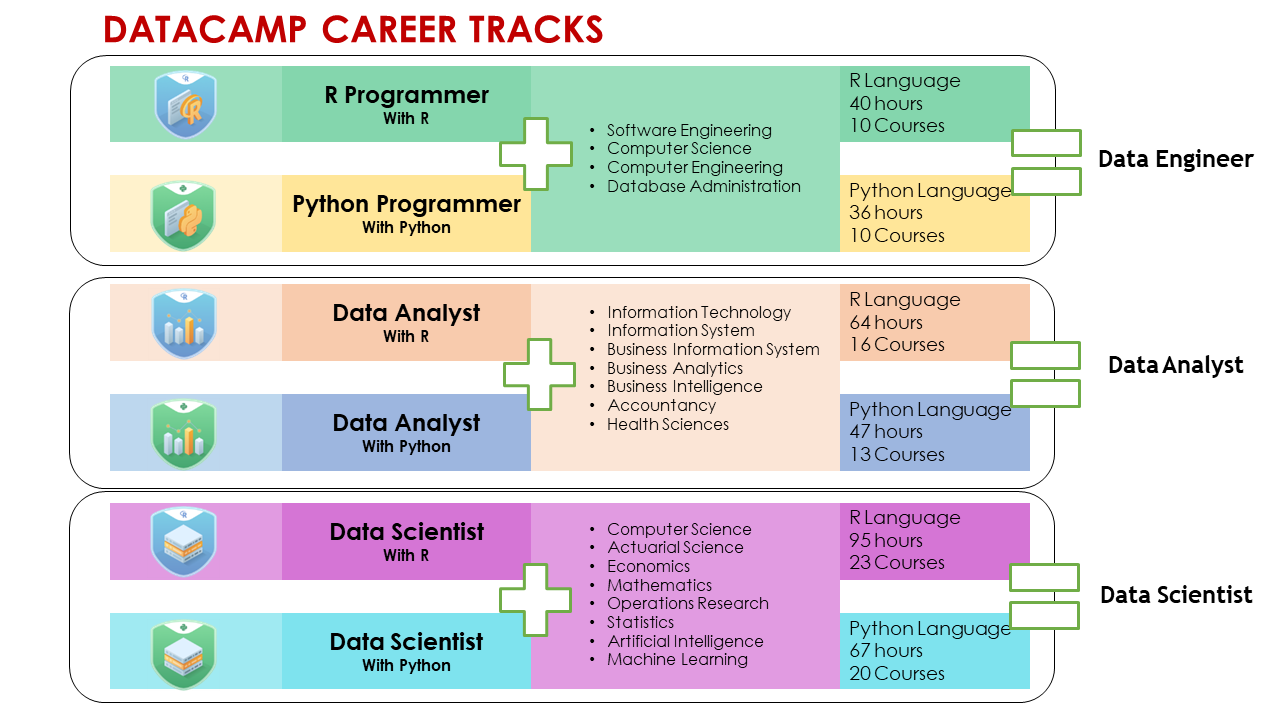 DATACAMP CAREER TRACKS
R Programmer
With R
Python Programmer
With Python
• Software Engineering
• Computer Science
• Computer Engineering
• Database Administration
R Language
40 hours
10 Courses
Python Language
36 hours
10 Courses
Data Engineer
Data Analyst
With R
Data Analyst
With Python
• Information Technology
• Information System
• Business Information System
• Business Analytics
• Business Intelligence
• Accountancy
• Health Sciences
R Language
64 hours
16 Courses
Python Language
47 hours
13 Courses
Data Analyst
Data Scientist
With R
Data Scientist
With Python
• Computer Science
• Actuarial Science
• Economics
• Mathematics
• Operations Research
• Statistics
• Artificial Intelligence
• Machine Learning
R Language
95 hours
23 Courses
Python Language
67 hours
20 Courses
Data Scientist